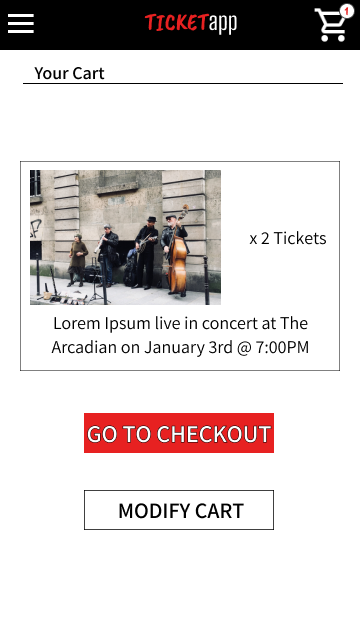 TICKETapp
1
Your Cart
x 2 Tickets
Lorem Ipsum live in concert at The
Arcadian on January 3rd @ 7:00PM
GO TO CHECKOUT
MODIFY CART